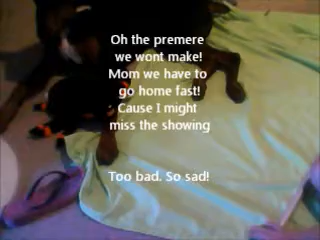 Oh the premere
we wont make!
Mom we have to
go home fast!
Cause I might
miss the showing
Too bad. So sad!